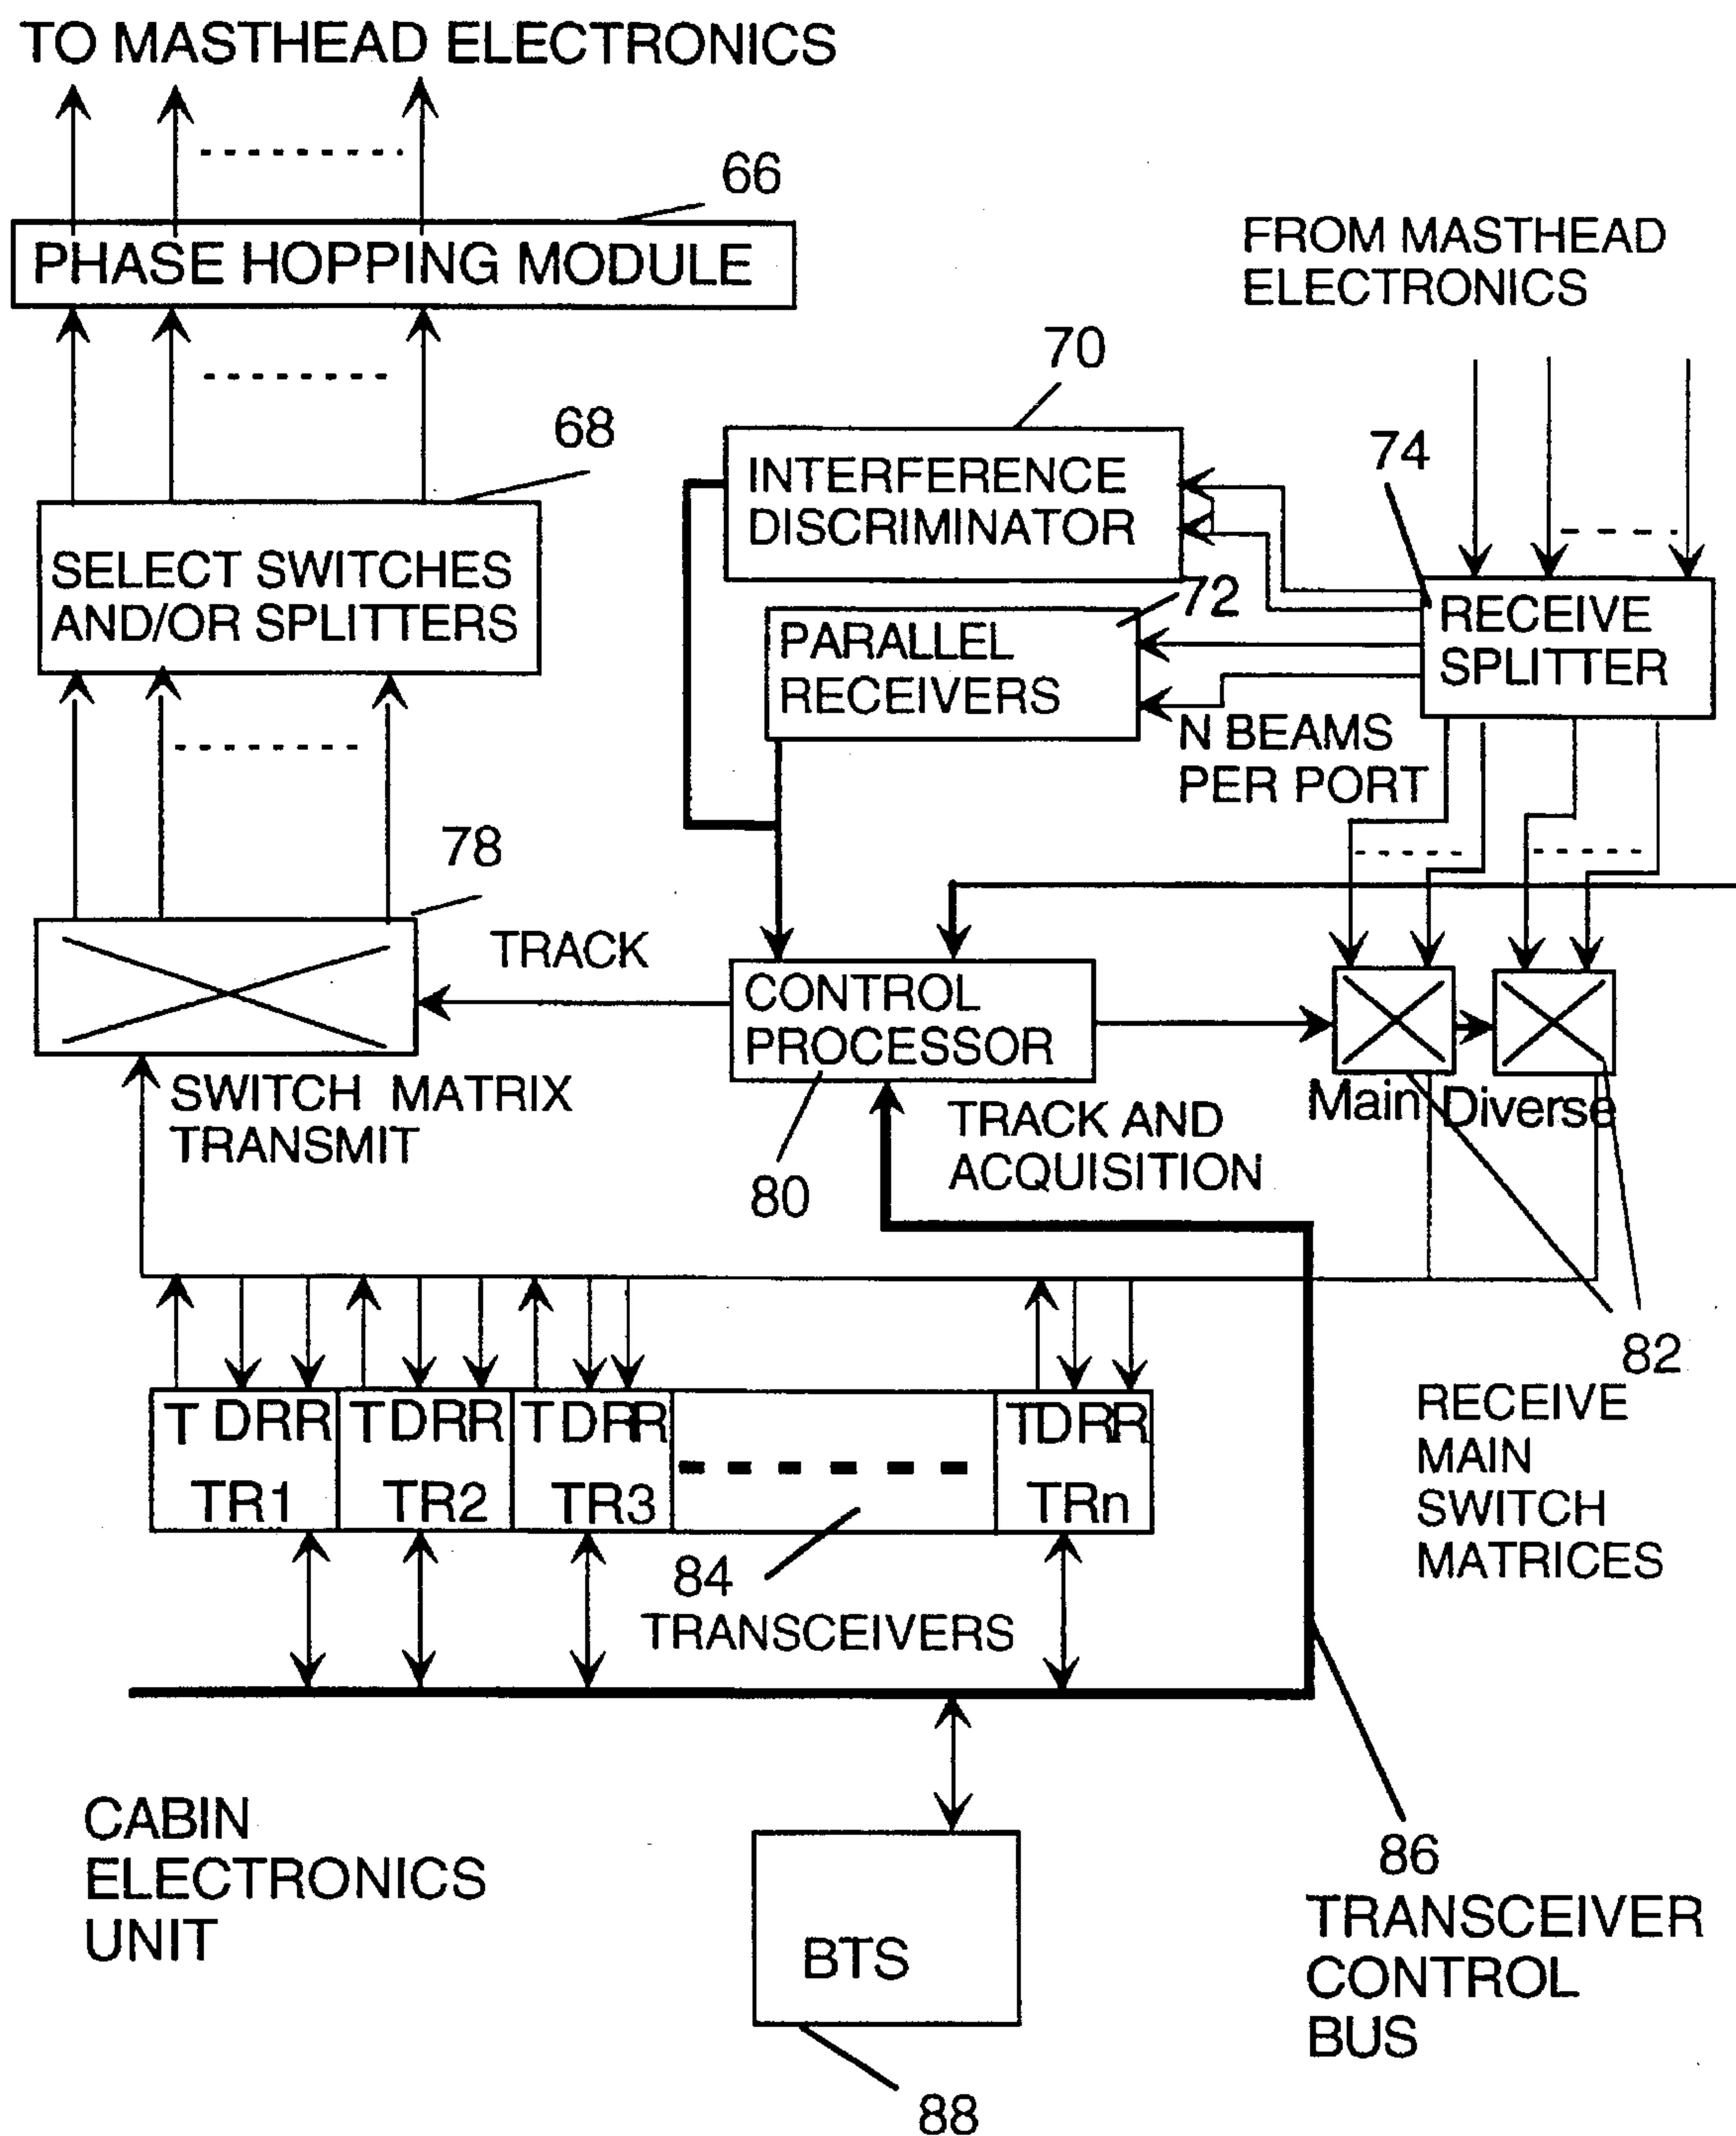 TO MASTHEAD ELECTRONICS
66
PHASE HOPPING MODULE
FROM MASTHEAD
ELECTRONICS
70
68
74
INTERFERENCE
DISCRIMINATOR
SELECT SWITCHES
AND/OR SPLITTERS
72
PARALLEL
RECEIVERS
RECEIVE
SPLITTER
N BEAMS
PER PORT
78
TRACK
CONTROL
PROCESSOR
SWITCH MATRIX
TRANSMIT
Main
Diverse
TRACK AND
ACQUISITION
80
82
RECEIVE
MAIN
SWITCH
MATRICES
T DRR T DRR T DRR TDRR
TR1 TR2 TR3 TRn
84
TRANSCEIVERS
CABIN
ELECTRONICS
UNIT
86
TRANSCEIVER
CONTROL
BUS
BTS
88